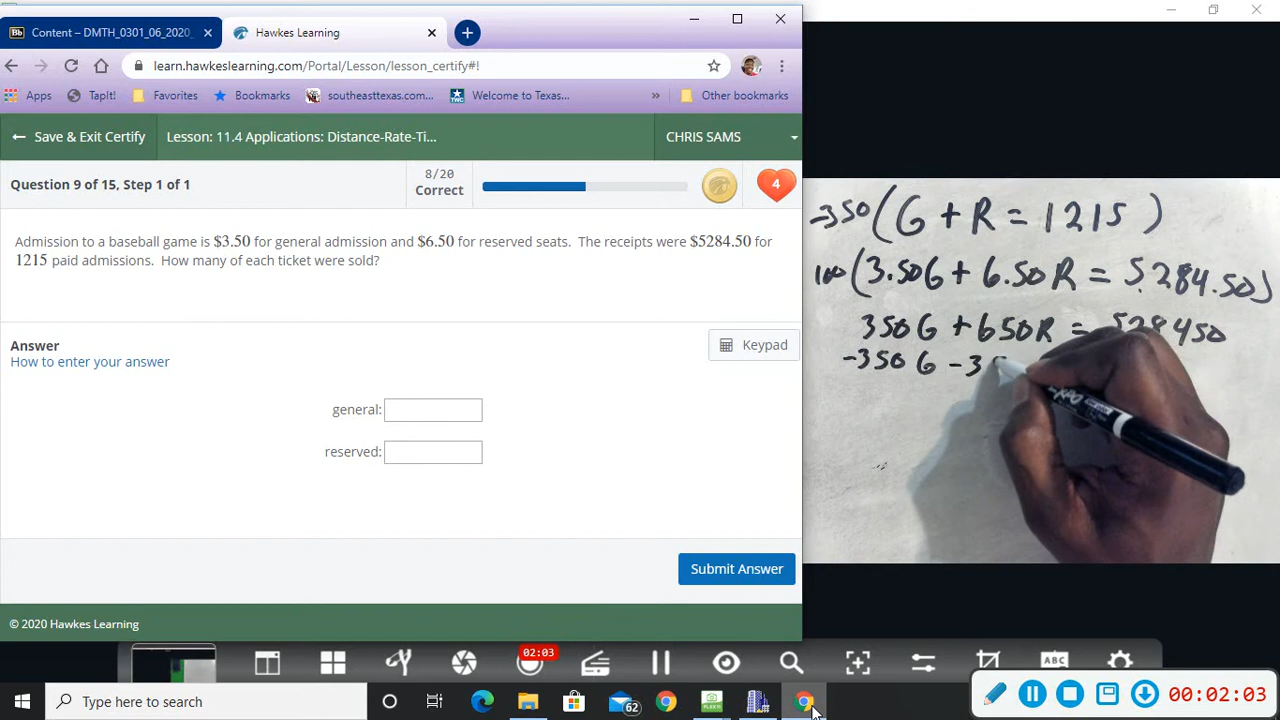 Content – DMTH_0301_06_2020_
Hawkes Learning
learn.hawkeslearning.com/Portal/Lesson/lesson_certify#!
Apps
TapIt!
Favorites
Bookmarks
southeasttexas.com...
Welcome to Texas...
»
Other bookmarks
← Save & Exit Certify
Lesson: 11.4 Applications: Distance-Rate-Ti...
CHRIS SAMS
Question 9 of 15, Step 1 of 1
8/20
Correct
4
Admission to a baseball game is $3.50 for general admission and $6.50 for reserved seats. The receipts were $5284.50 for
1215 paid admissions. How many of each ticket were sold?
Answer
How to enter your answer
Keypad
general:
reserved:
Submit Answer
© 2020 Hawkes Learning
-350(G + R = 1215)
100(3.50G + 6.50R = 5284.50)
350G + 650R = 528450
-350G -3
EXPO
02:03
ABC
Type here to search
62
00:02:03